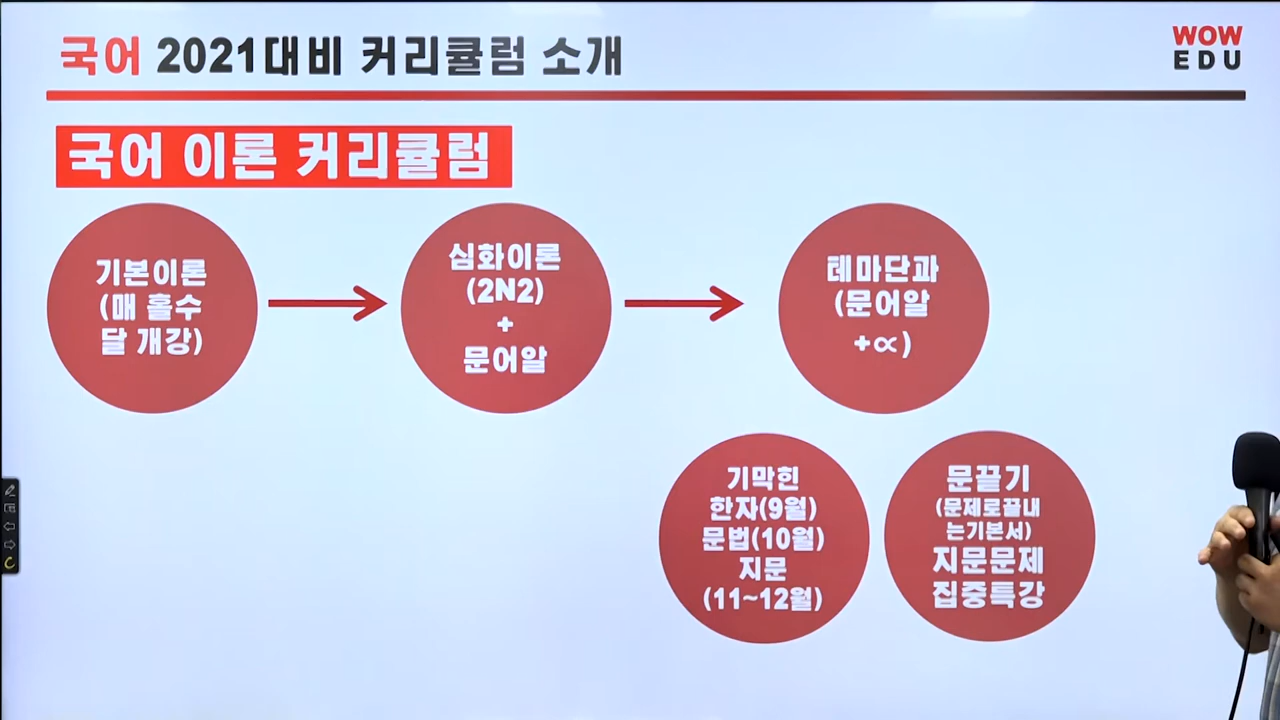 국어 2021대비 커리큘럼 소개
WOW
EDU
국어 이론 커리큘럼
기본이론
(매 홀수
달 개강)
심화이론
(2N2)
+
문어알
테마단과
(문어알
+∝)
기막힌
한자(9월)
문법(10월)
지문
(11~12월)
문끝기
(문제로끝내
는기본서)
지문문제
집중특강